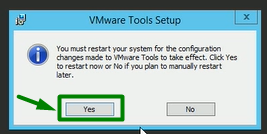 VMware Tools Setup
You must restart your system for the configuration
changes made to VMware Tools to take effect. Click Yes
to restart now or No if you plan to manually restart
later.
Yes No